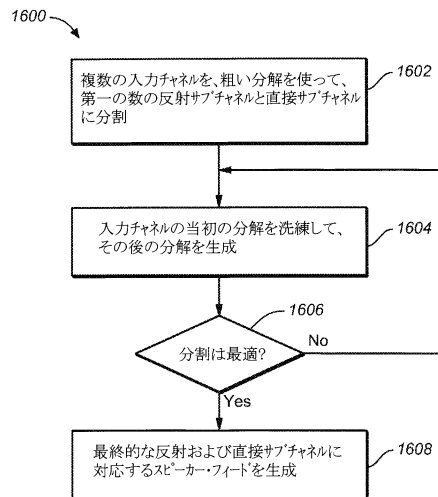 1600
複数の入力チャネルを、粗い分解を使って、
第一の数の反射サブチャネルと直接サブチャネル
に分割
1602
入力チャネルの当初の分解を洗練して、
その後の分解を生成
1604
1606
分割は最適?
No
Yes
最終的な反射および直接サブチャネルに
対応するスピーカー・フィードを生成
1608